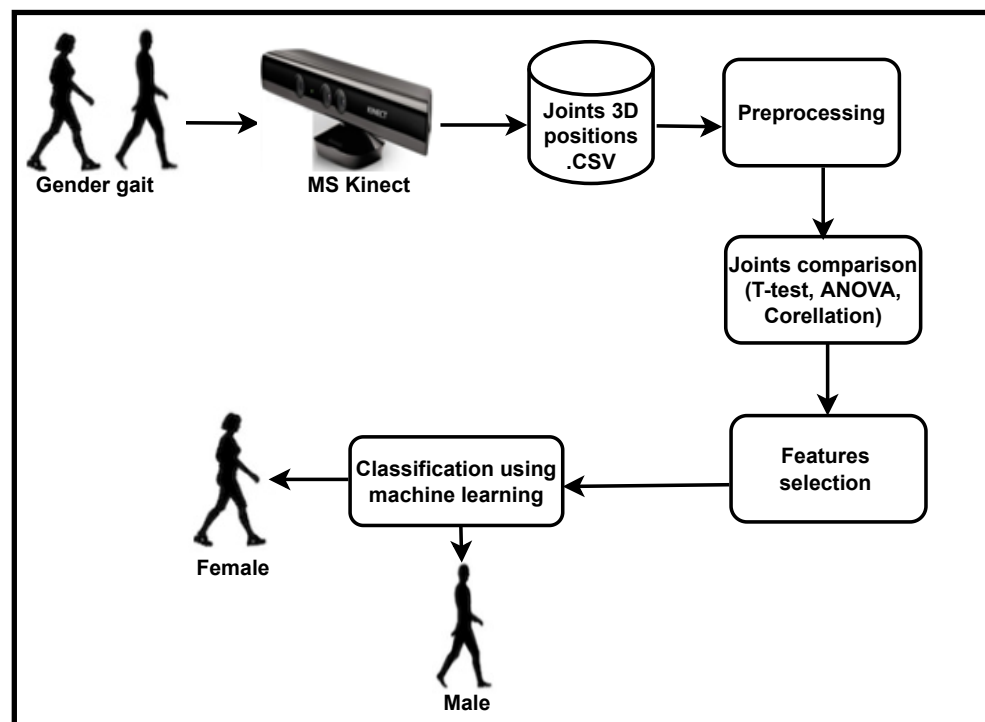 Gender gait
KINECT
MS Kinect
Joints 3D
positions
.CSV
Preprocessing
Joints comparison
(T-test, ANOVA,
Corellation)
Features
selection
Classification using
machine learning
Female
Male